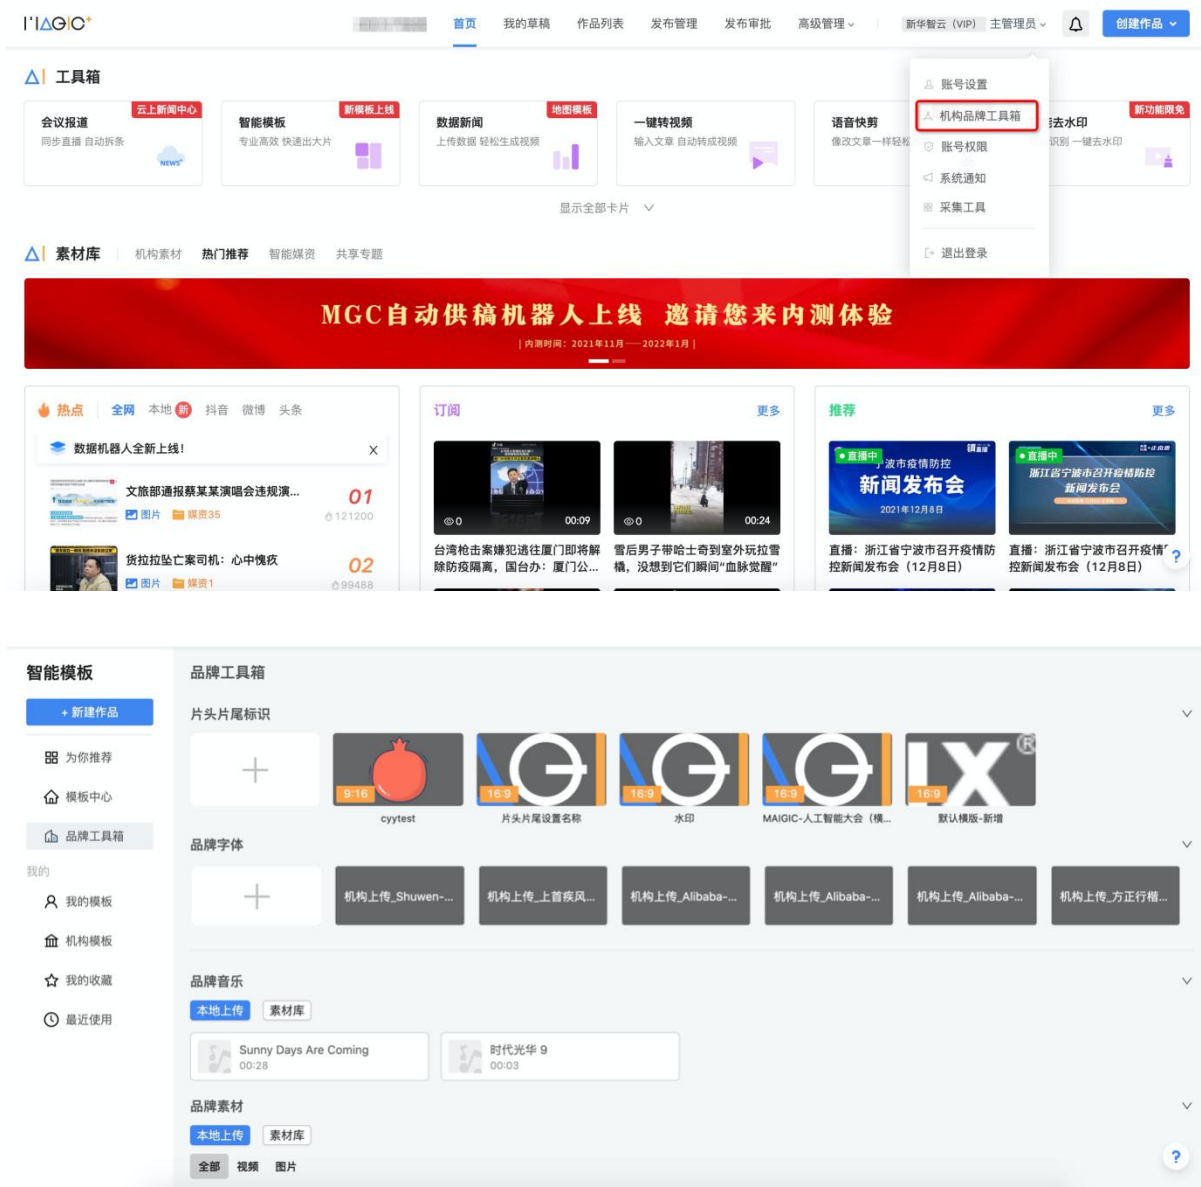 MAGIC+
首页 我的草稿 作品列表 发布管理 发布审批 高级管理 新华智云（VIP） 主管理员 创建作品
工具箱
账号设置
机构品牌工具箱
账号权限
系统通知
采集工具
退出登录
会议报道 云上新闻中心
同步直播 自动拆条
NEWS
智能模板 新模板上线
专业高效 快速出大片
数据新闻 地图模板
上传数据 轻松生成视频
一键转视频
输入文章 自动转成视频
语音快剪
像改文章一样轻松
去水印 新功能限免
识别 一键去水印
显示全部卡片
素材库 机构素材 热门推荐 智能媒资 共享专题
MGC自动供稿机器人上线 邀请您来内测体验
| 内测时间：2021年11月——2022年1月 |
热点 全网 本地 新 抖音 微博 头条
数据机器人全新上线! X
文旅部通报蔡某某演唱会违规演... 01
图片 媒资35 121200
货拉拉坠亡案司机：心中愧疚 02
图片 媒资1 99488
订阅 更多
0 00:09
台湾枪击案嫌犯逃往厦门即将解
除防疫隔离，国台办：厦门公...
0 00:24
雪后男子带哈士奇到室外玩拉雪
橇，没想到它们瞬间“血脉觉醒”
推荐 更多
直播中
宁波市疫情防控
新闻发布会
2021年12月8日
直播：浙江省宁波市召开疫情防
控新闻发布会（12月8日）
直播中
浙江省宁波市召开疫情防控
新闻发布会
直播：浙江省宁波市召开疫情
控新闻发布会（12月8日）
?
智能模板
+ 新建作品
为你推荐
模板中心
品牌工具箱
我的
我的模板
机构模板
我的收藏
最近使用
品牌工具箱
片头片尾标识
9:16 16:9 16:9 16:9 16:9
cyytest 片头片尾设置名称 水印 MAIGIC-人工智能大会（横... 默认横版-新增
品牌字体
机构上传_Shuwen-... 机构上传_上首疾风... 机构上传_Alibaba-... 机构上传_Alibaba-... 机构上传_Alibaba-... 机构上传_方正行楷...
品牌音乐
本地上传 素材库
Sunny Days Are Coming
00:28
时代光华 9
00:03
品牌素材
本地上传 素材库
全部 视频 图片
?